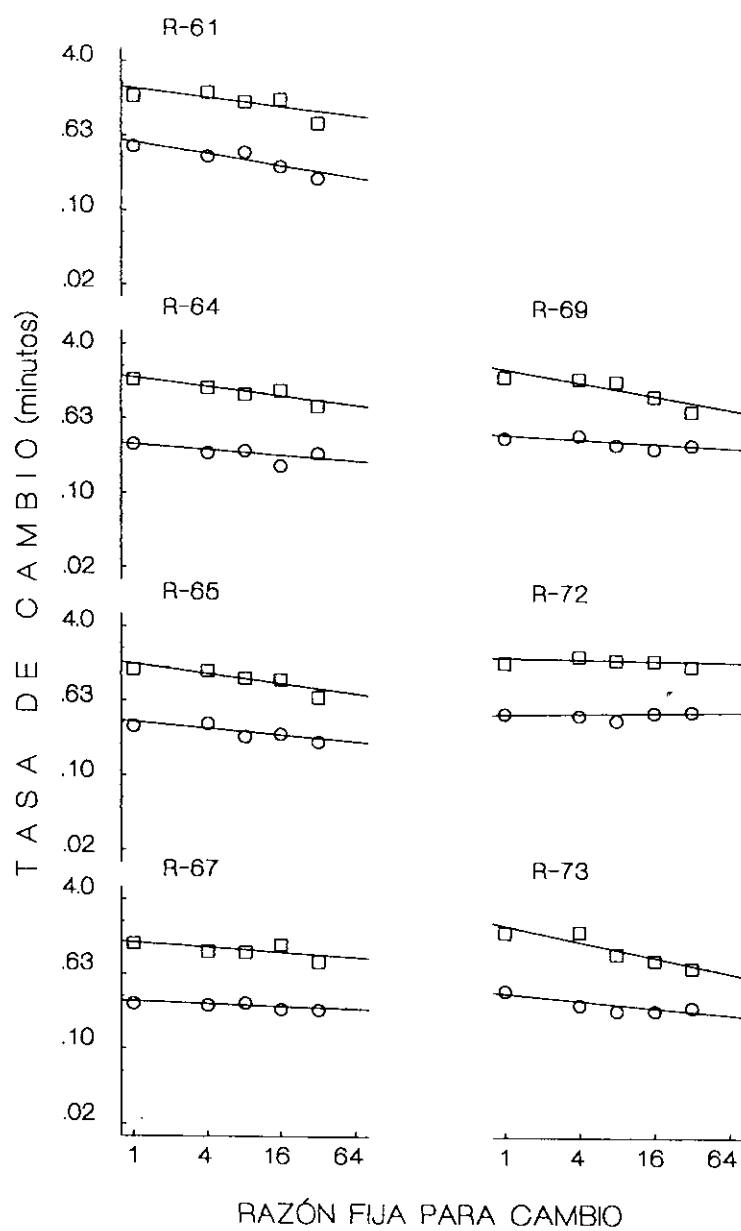 R-61
4.0
.63
.10
.02
R-64
R-69
4.0
.63
.10
.02
R-65
R-72
4.0
.63
.10
.02
R-67
R-73
4.0
.63
.10
.02
1 4 16 64
1 4 16 64
TASA DE CAMBIO (minutos)
RAZÓN FIJA PARA CAMBIO